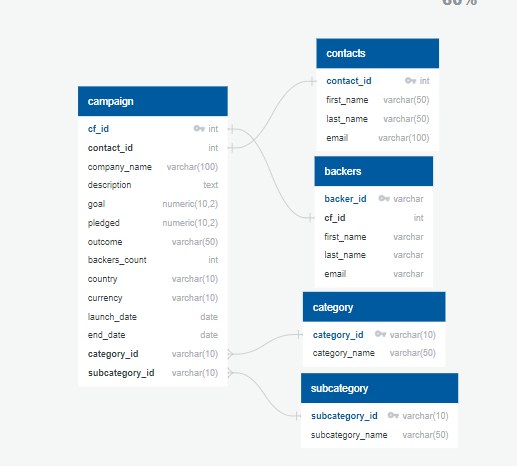 campaign
cf_id int
contact_id int
company_name varchar(100)
description text
goal numeric(10,2)
pledged numeric(10,2)
outcome varchar(50)
backers_count int
country varchar(10)
currency varchar(10)
launch_date date
end_date date
category_id varchar(10)
subcategory_id varchar(10)
contacts
contact_id int
first_name varchar(50)
last_name varchar(50)
email varchar(100)
backers
backer_id varchar
cf_id int
first_name varchar
last_name varchar
email varchar
category
category_id varchar(10)
category_name varchar(50)
subcategory
subcategory_id varchar(10)
subcategory_name varchar(50)